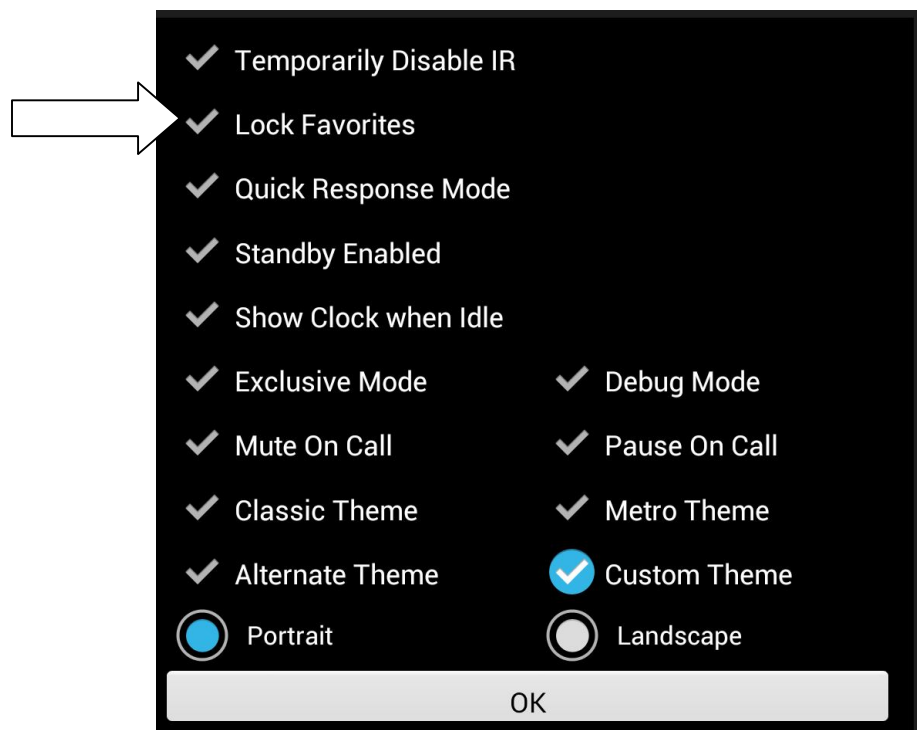 Temporarily Disable IR
Lock Favorites
Quick Response Mode
Standby Enabled
Show Clock when Idle
Exclusive Mode Debug Mode
Mute On Call Pause On Call
Classic Theme Metro Theme
Alternate Theme Custom Theme
Portrait Landscape
OK